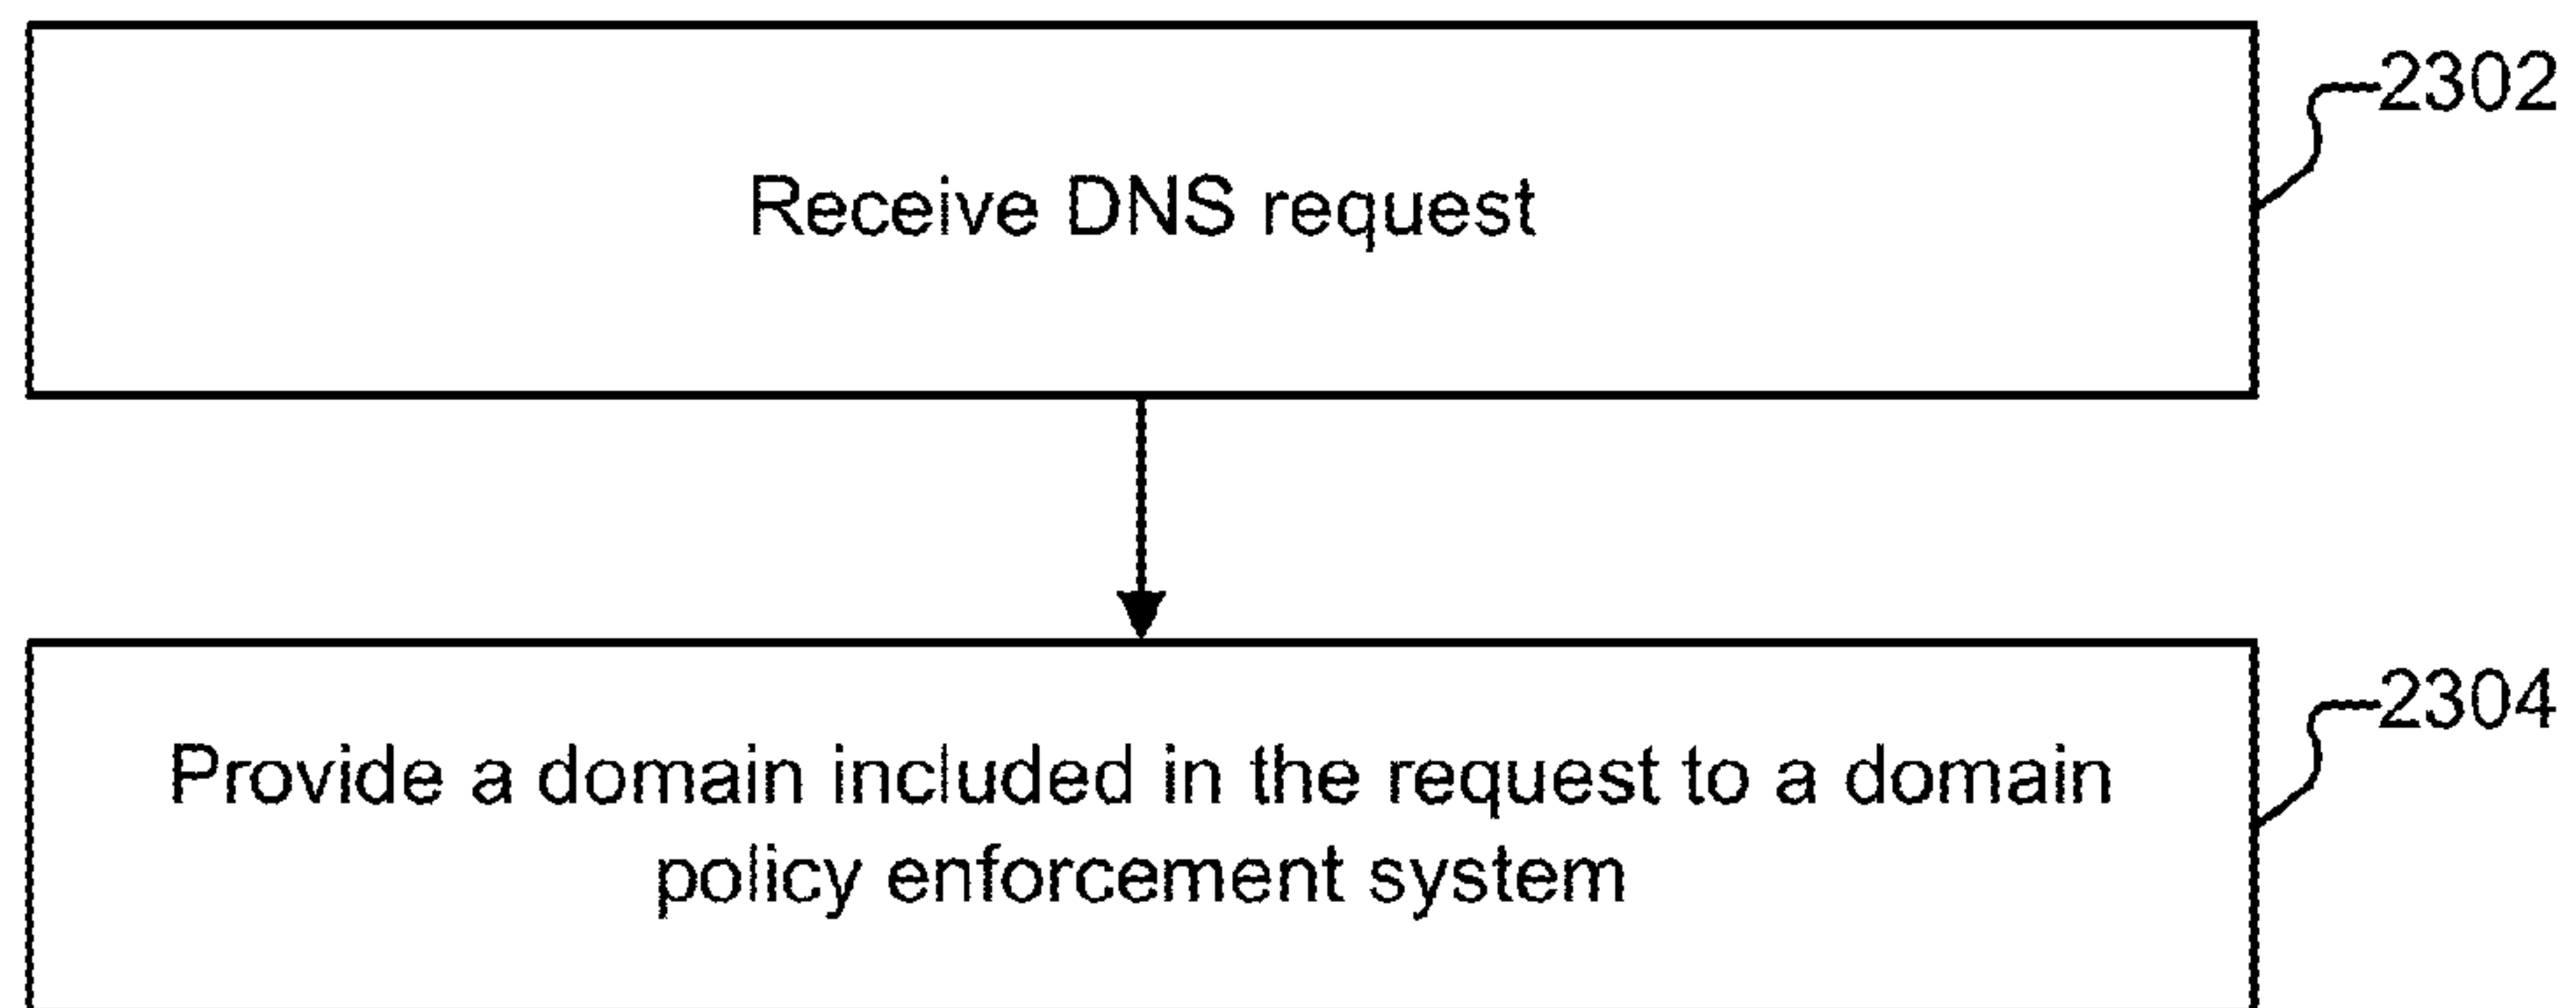 Receive DNS request
2302
Provide a domain included in the request to a domain
policy enforcement system
2304